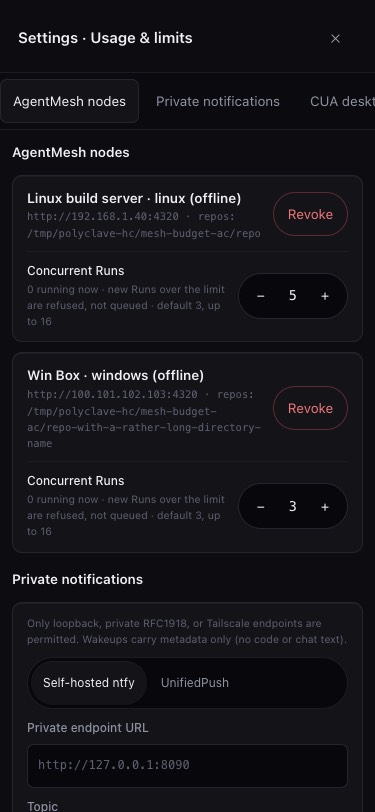 Settings · Usage & limits ×
AgentMesh nodes Private notifications CUA deskt
AgentMesh nodes
Linux build server · linux (offline)
http://192.168.1.40:4320 · repos:
/tmp/polyclave-hc/mesh-budget-ac/repo
Revoke
Concurrent Runs
0 running now · new Runs over the limit
are refused, not queued · default 3, up
to 16
− 5 +
Win Box · windows (offline)
http://100.101.102.103:4320 · repos:
/tmp/polyclave-hc/mesh-budget-
ac/repo-with-a-rather-long-directory-
name
Revoke
Concurrent Runs
0 running now · new Runs over the limit
are refused, not queued · default 3, up
to 16
− 3 +
Private notifications
Only loopback, private RFC1918, or Tailscale endpoints are
permitted. Wakeups carry metadata only (no code or chat text).
Self-hosted ntfy UnifiedPush
Private endpoint URL
http://127.0.0.1:8090
Topic